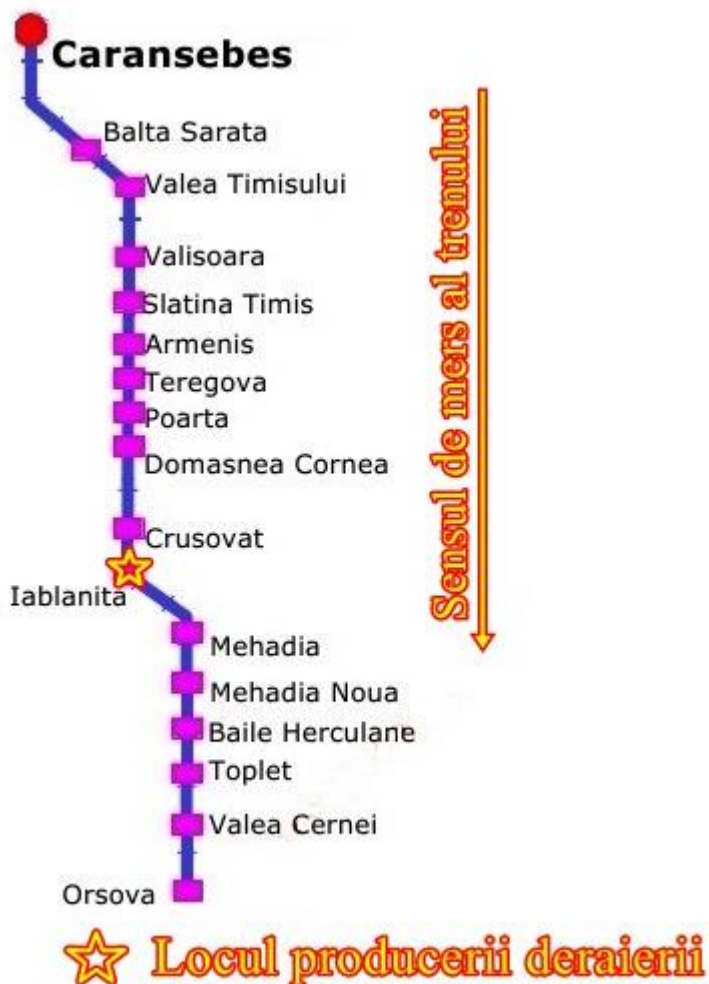 Caransebes
Balta Sarata
Valea Timisului
Valisoara
Slatina Timis
Armenis
Teregova
Poarta
Domasnea Cornea
Crusovat
Iablanita
Mehadia
Mehadia Noua
Baile Herculane
Toplet
Valea Cernei
Orsova
Sensul de mers al trenului
Locul producerii deraierii